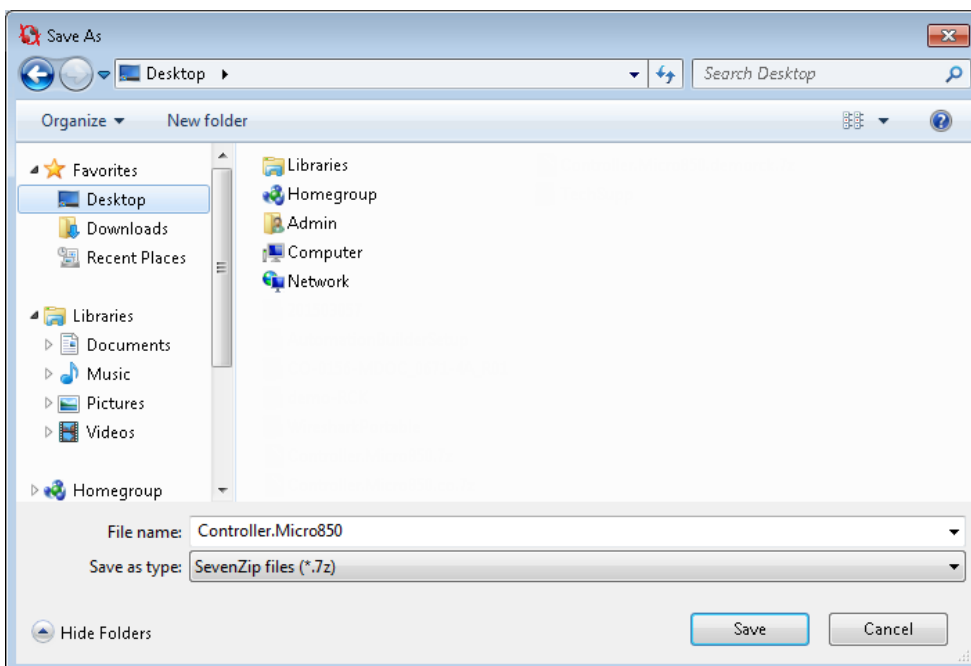 Save As
Desktop
Search Desktop
Organize
New folder
Favorites
Desktop
Downloads
Recent Places
Libraries
Documents
Music
Pictures
Videos
Homegroup
Libraries
Homegroup
Admin
Computer
Network
File name: Controller.Micro850
Save as type: SevenZip files (*.7z)
Hide Folders
Save
Cancel